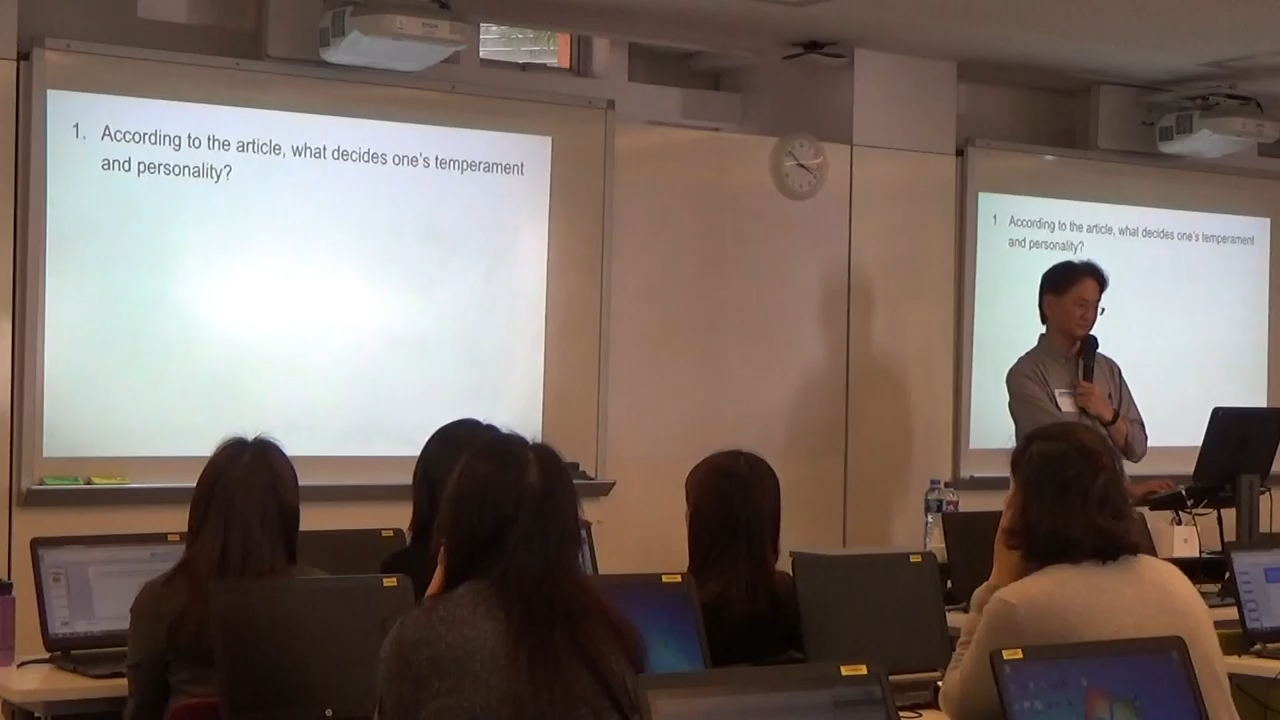 1. According to the article, what decides one's temperament
and personality?
1. According to the article, what decides one's temperament
and personality?